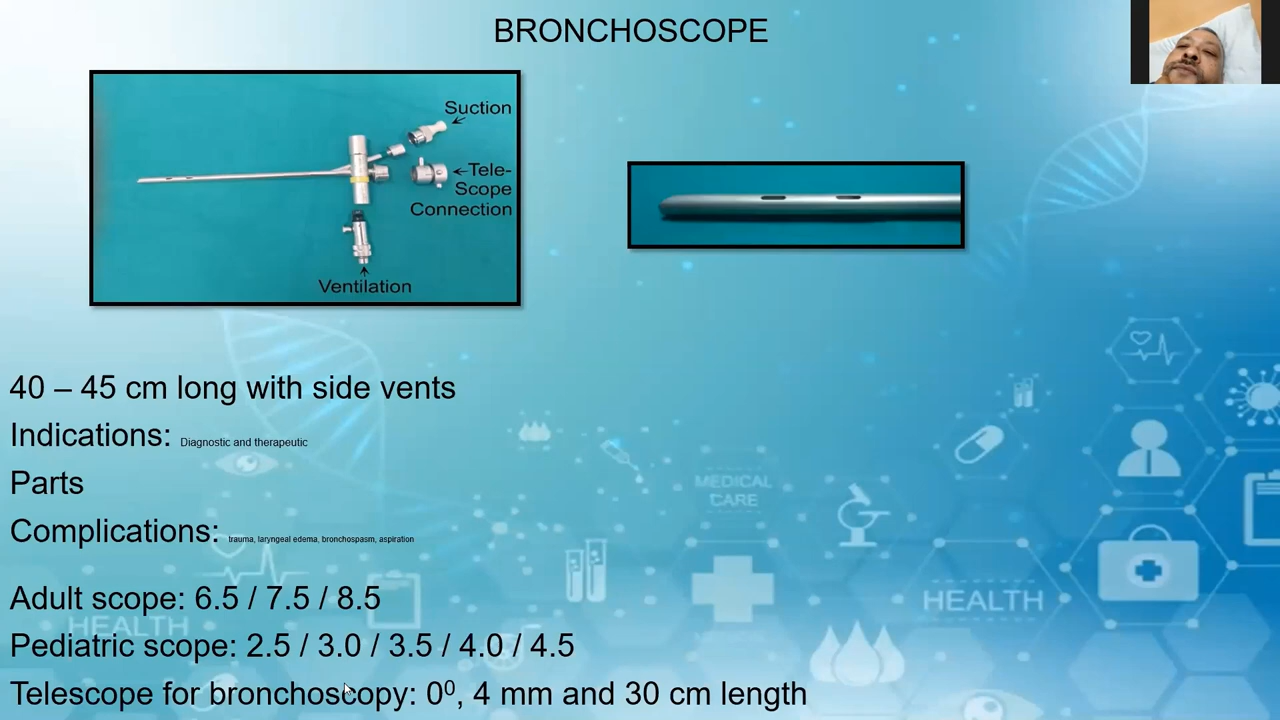 BRONCHOSCOPE
Suction
Tele-
Scope
Connection
Ventilation
40 – 45 cm long with side vents
Indications: Diagnostic and therapeutic
Parts
Complications: trauma, laryngeal edema, bronchospasm, aspiration
MEDICAL
CARE
Adult scope: 6.5 / 7.5 / 8.5
HEALTH
HEALTH
Pediatric scope: 2.5 / 3.0 / 3.5 / 4.0 / 4.5
Telescope for bronchoscopy: 0⁰, 4 mm and 30 cm length